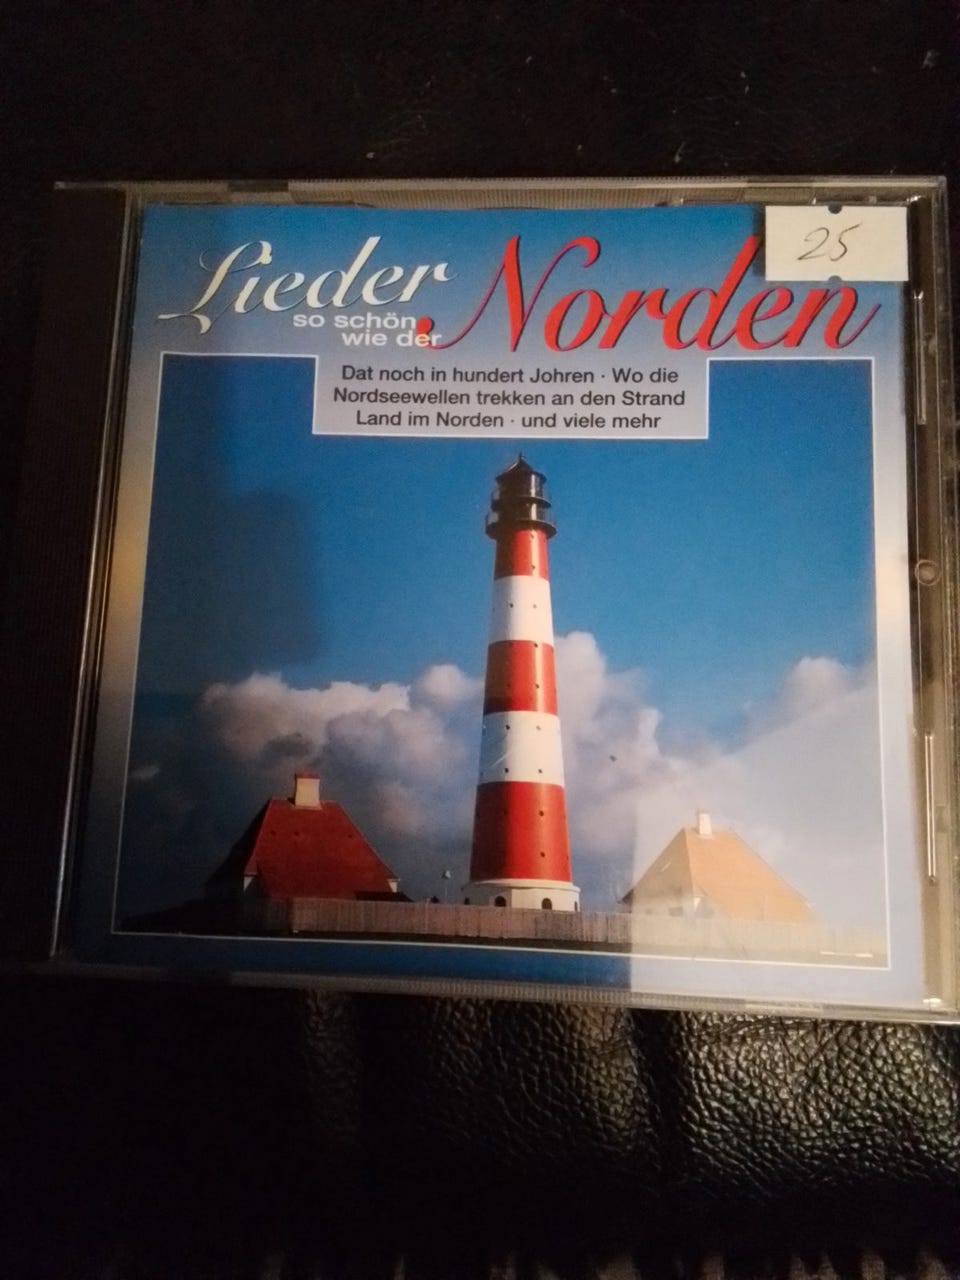 25
Lieder
so schön
wie der
Norden
Dat noch in hundert Johren · Wo die
Nordseewellen trekken an den Strand
Land im Norden · und viele mehr